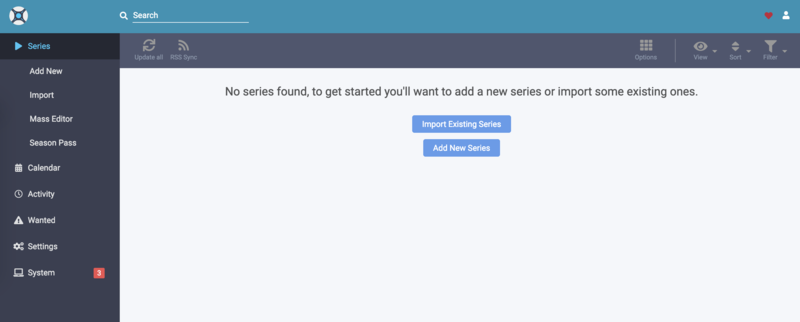 Search
Series
Add New
Import
Mass Editor
Season Pass
Calendar
Activity
Wanted
Settings
System 3
Update all RSS Sync Options View Sort Filter
No series found, to get started you'll want to add a new series or import some existing ones.
Import Existing Series
Add New Series